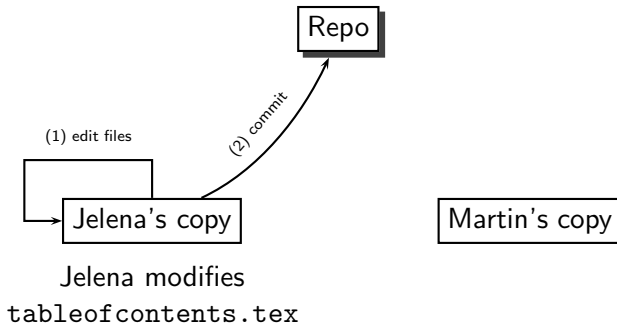 Repo
(2) commit
(1) edit files
Jelena's copy
Martin's copy
Jelena modifies
tableofcontents.tex